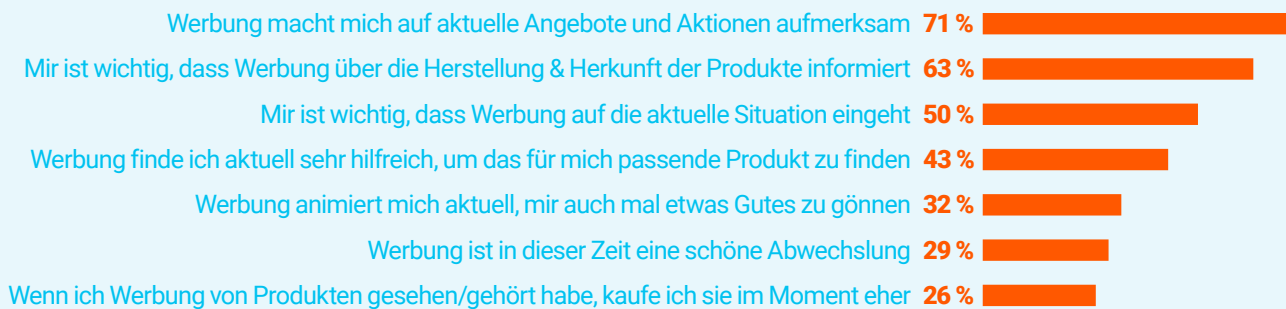 Werbung macht mich auf aktuelle Angebote und Aktionen aufmerksam 71 %
Mir ist wichtig, dass Werbung über die Herstellung & Herkunft der Produkte informiert 63 %
Mir ist wichtig, dass Werbung auf die aktuelle Situation eingeht 50 %
Werbung finde ich aktuell sehr hilfreich, um das für mich passende Produkt zu finden 43 %
Werbung animiert mich aktuell, mir auch mal etwas Gutes zu gönnen 32 %
Werbung ist in dieser Zeit eine schöne Abwechslung 29 %
Wenn ich Werbung von Produkten gesehen/gehört habe, kaufe ich sie im Moment eher 26 %